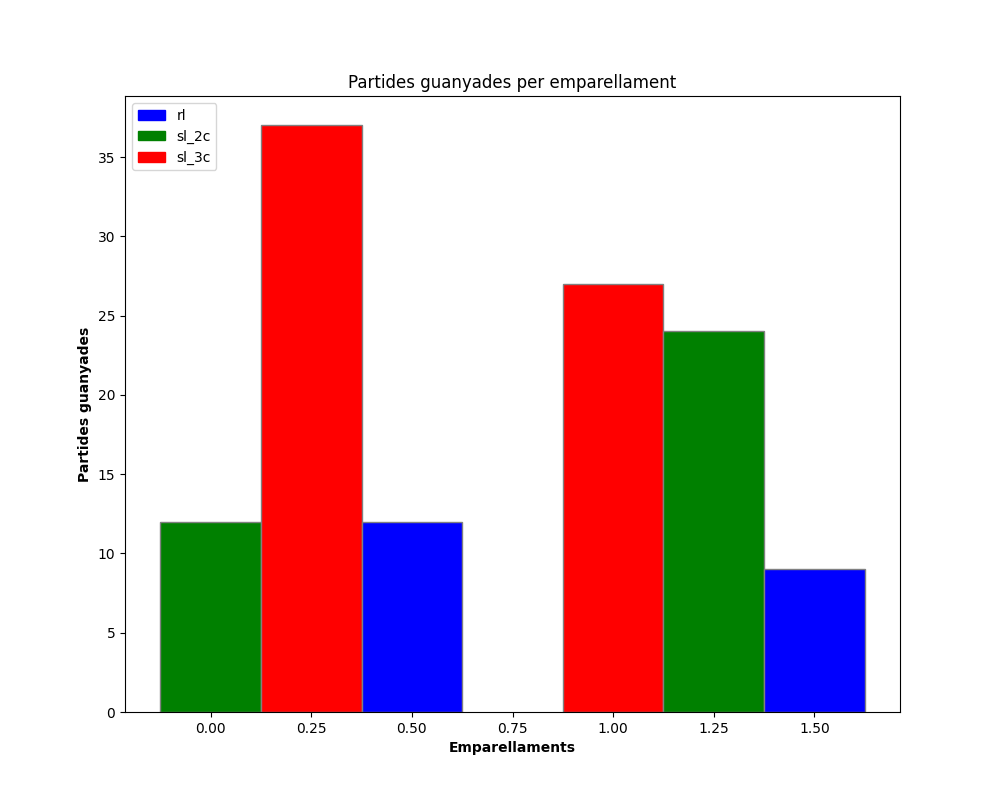 Partides guanyades per emparellament
rl
sl_2c
sl_3c
35
30
25
20
15
10
5
0
Partides guanyades
0.00 0.25 0.50 0.75 1.00 1.25 1.50
Emparellaments